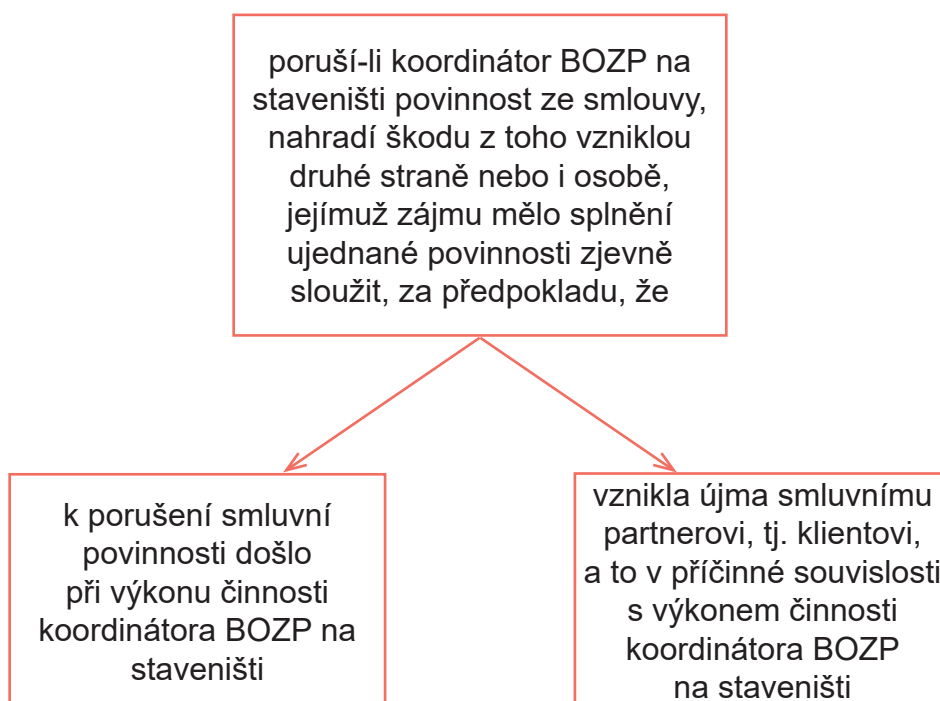 poruší-li koordinátor BOZP na
staveništi povinnost ze smlouvy,
nahradí škodu z toho vzniklou
druhé straně nebo i osobě,
jejímuž zájmu mělo splnění
ujednané povinnosti zjevně
sloužit, za předpokladu, že
k porušení smluvní
povinnosti došlo
při výkonu činnosti
koordinátora BOZP na
staveništi
vznikla újma smluvnímu
partnerovi, tj. klientovi,
a to v příčinné souvislosti
s výkonem činnosti
koordinátora BOZP
na staveništi